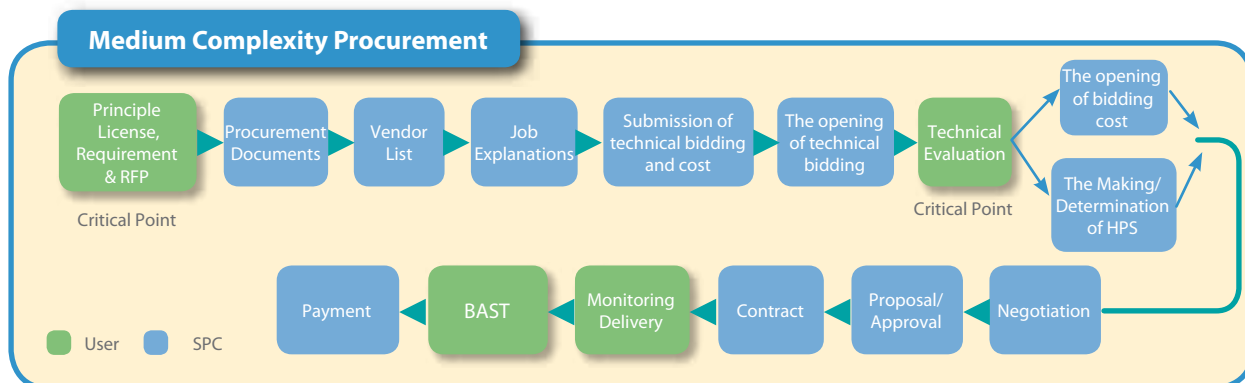 Medium Complexity Procurement
Principle
License,
Requirement
& RFP
Critical Point
Procurement
Documents
Vendor
List
Job
Explanations
Submission of
technical bidding
and cost
The opening
of technical
bidding
Technical
Evaluation
Critical Point
The opening
of bidding
cost
The Making/
Determination
of HPS
Negotiation
Proposal/
Approval
Contract
Monitoring
Delivery
BAST
Payment
User
SPC